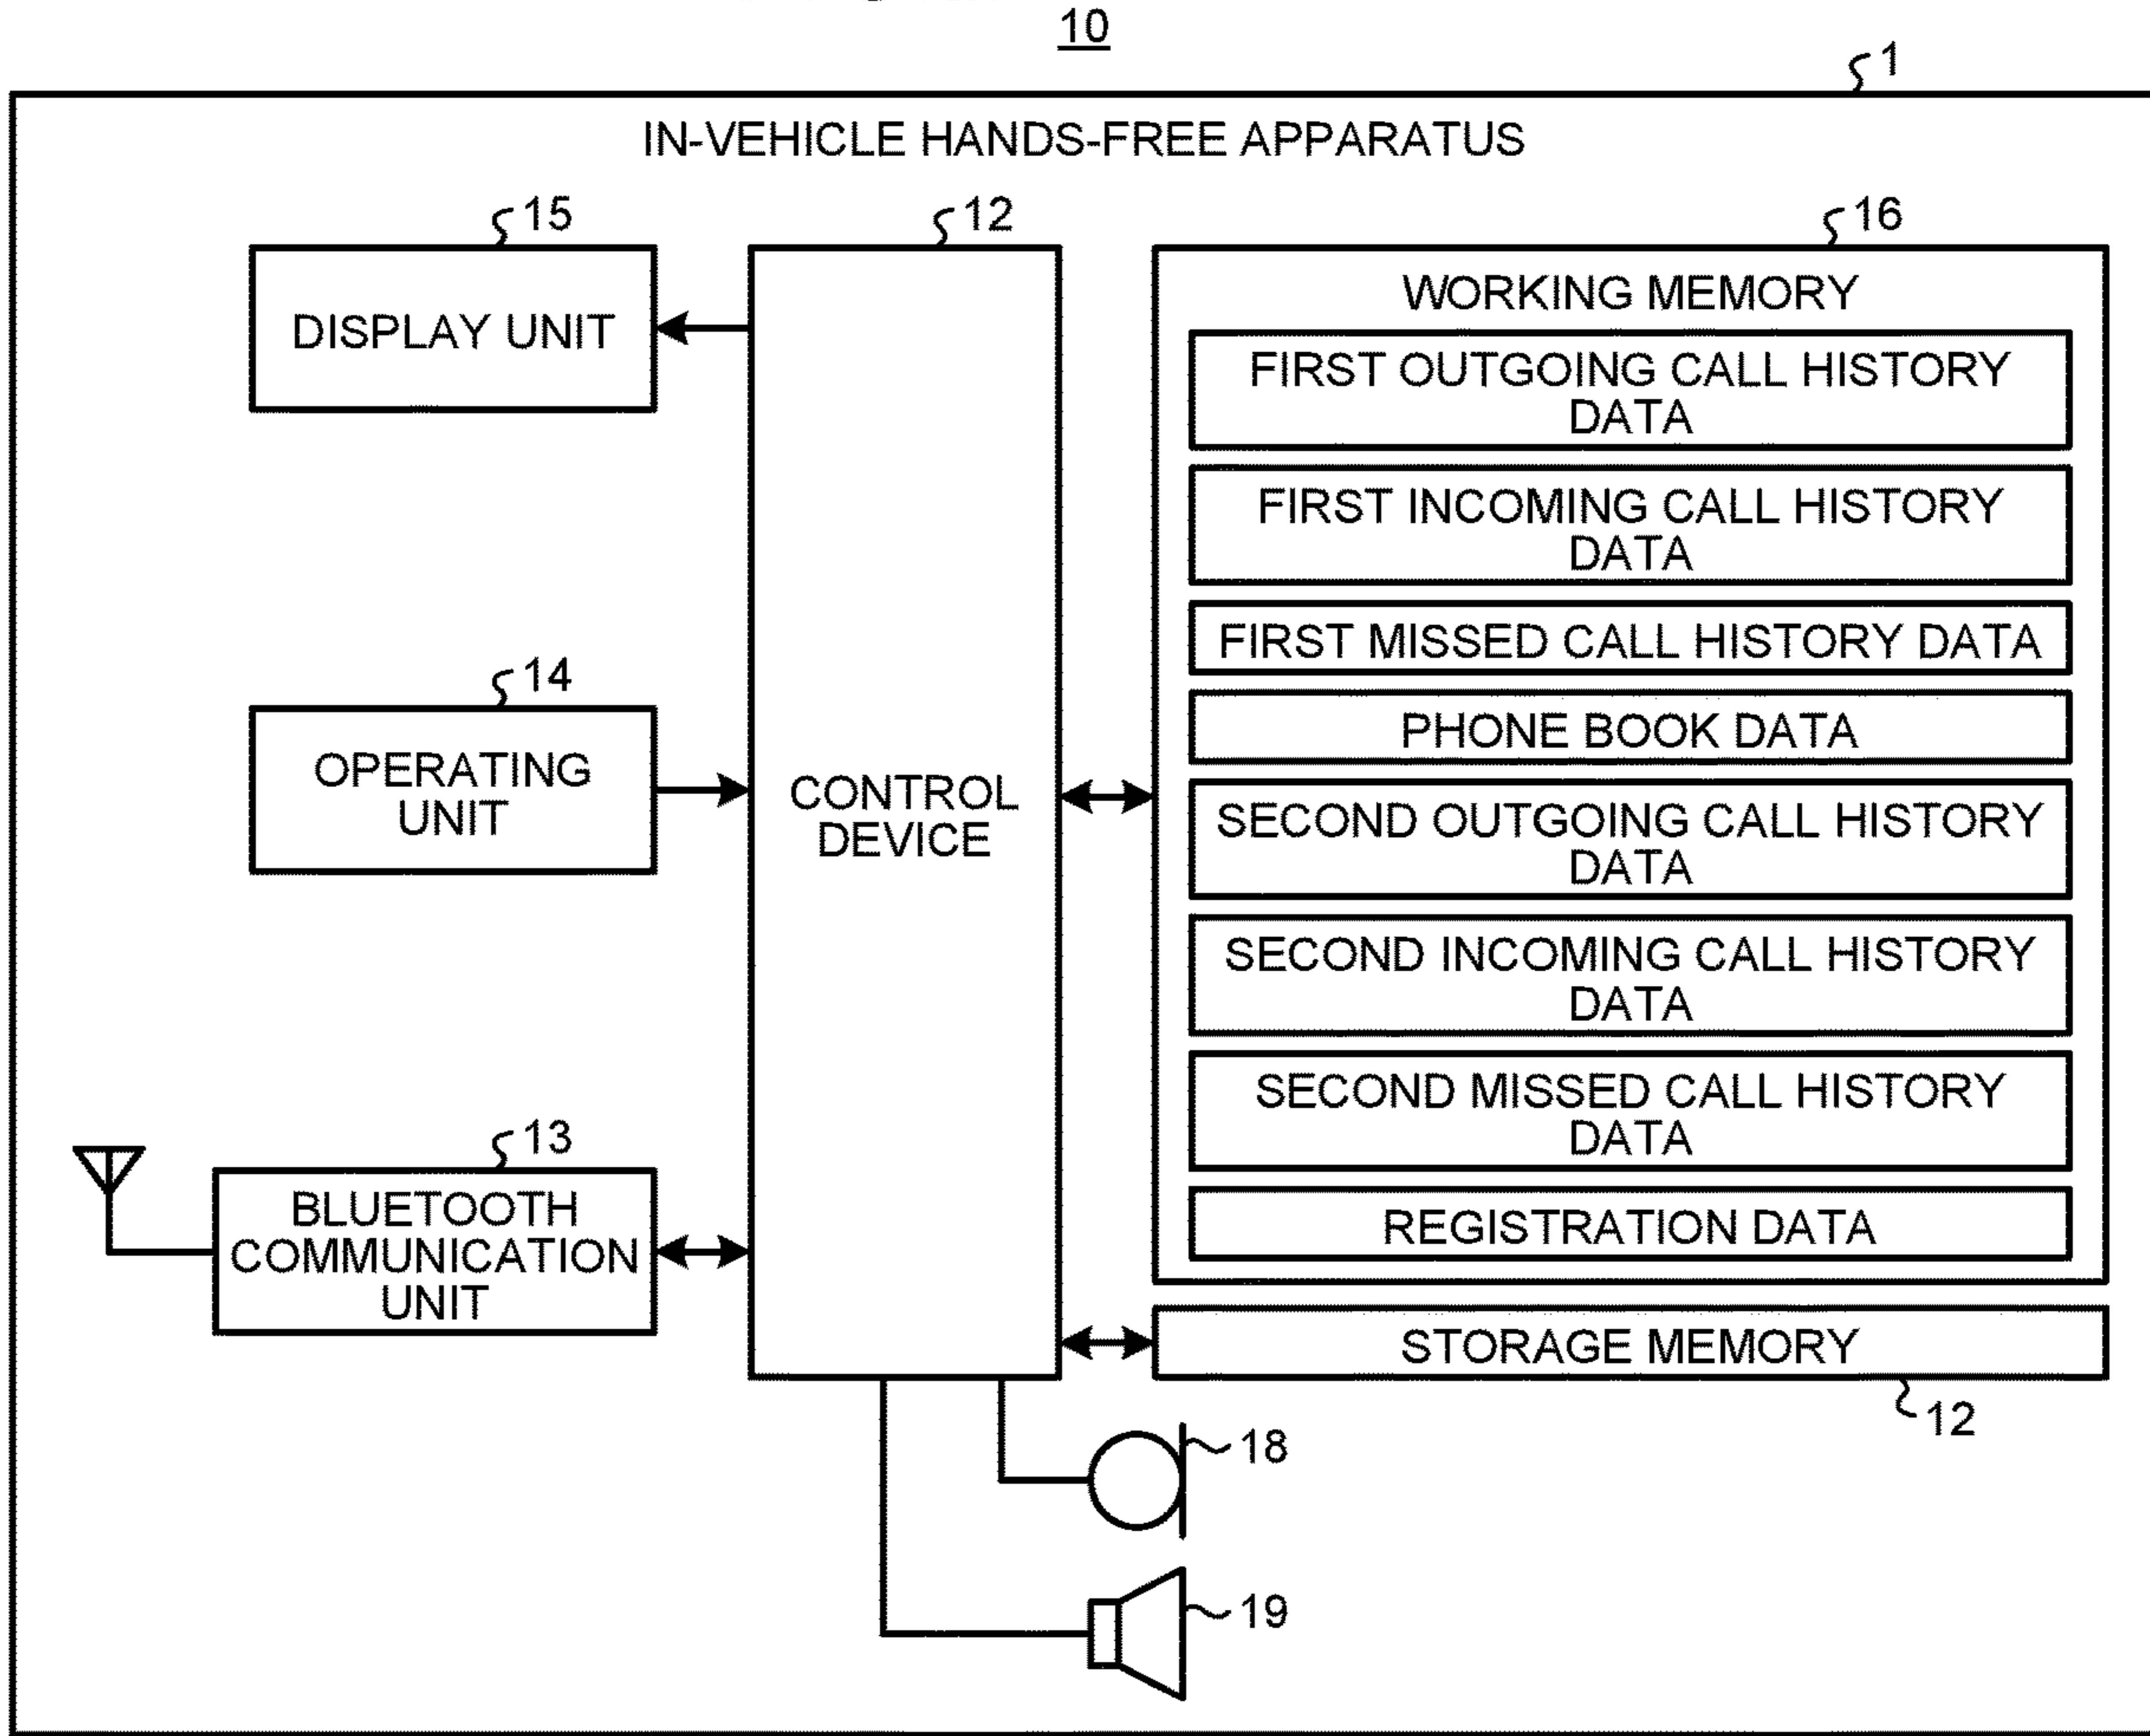 10
1
IN-VEHICLE HANDS-FREE APPARATUS
15
12
16
DISPLAY UNIT
WORKING MEMORY
FIRST OUTGOING CALL HISTORY
DATA
FIRST INCOMING CALL HISTORY
DATA
FIRST MISSED CALL HISTORY DATA
14
OPERATING
UNIT
CONTROL
DEVICE
PHONE BOOK DATA
SECOND OUTGOING CALL HISTORY
DATA
SECOND INCOMING CALL HISTORY
DATA
SECOND MISSED CALL HISTORY
DATA
13
BLUETOOTH
COMMUNICATION
UNIT
REGISTRATION DATA
STORAGE MEMORY
12
18
19